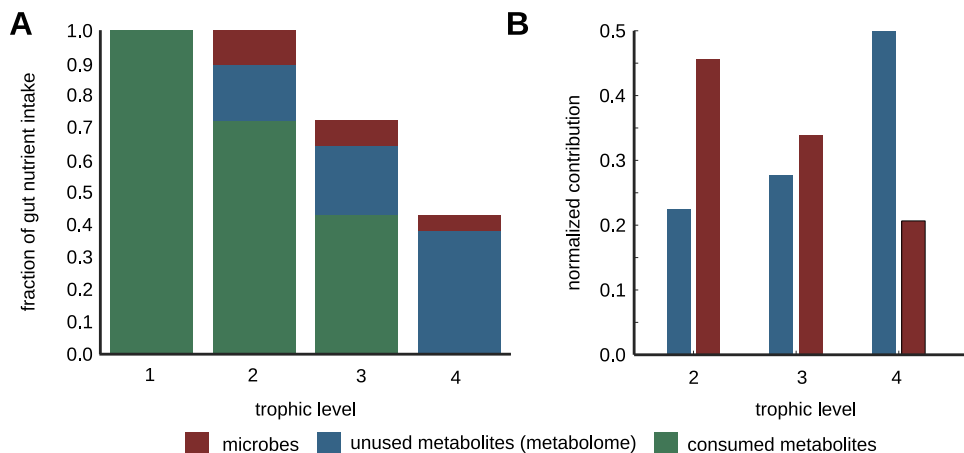 A
fraction of gut nutrient intake
1.0
0.9
0.8
0.7
0.6
0.5
0.4
0.3
0.2
0.1
0.0
1 2 3 4
trophic level
B
normalized contribution
0.5
0.4
0.3
0.2
0.1
0.0
2 3 4
trophic level
microbes unused metabolites (metabolome) consumed metabolites